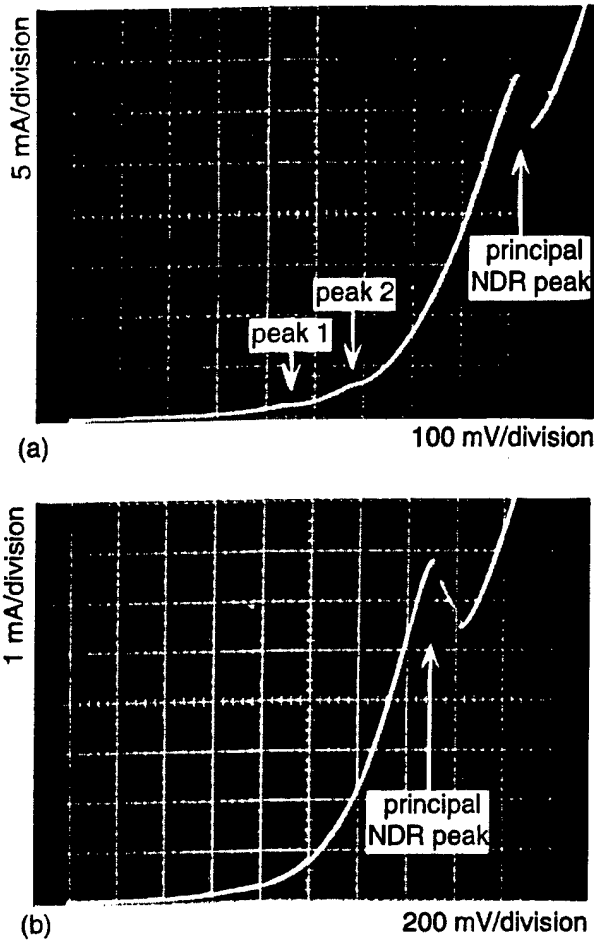 5 mA/division
principal
NDR peak
peak 2
peak 1
(a)
100 mV/division
1 mA/division
principal
NDR peak
(b)
200 mV/division